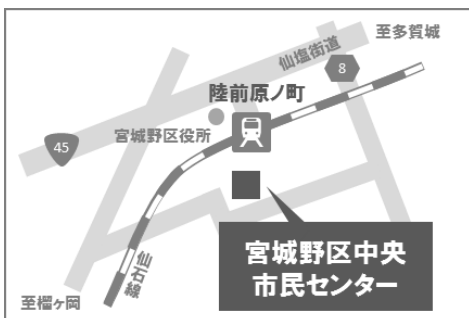 至多賀城
仙塩街道
8
陸前原ノ町
宮城野区役所
45
仙石線
宮城野区中央
市民センター
至榴ヶ岡